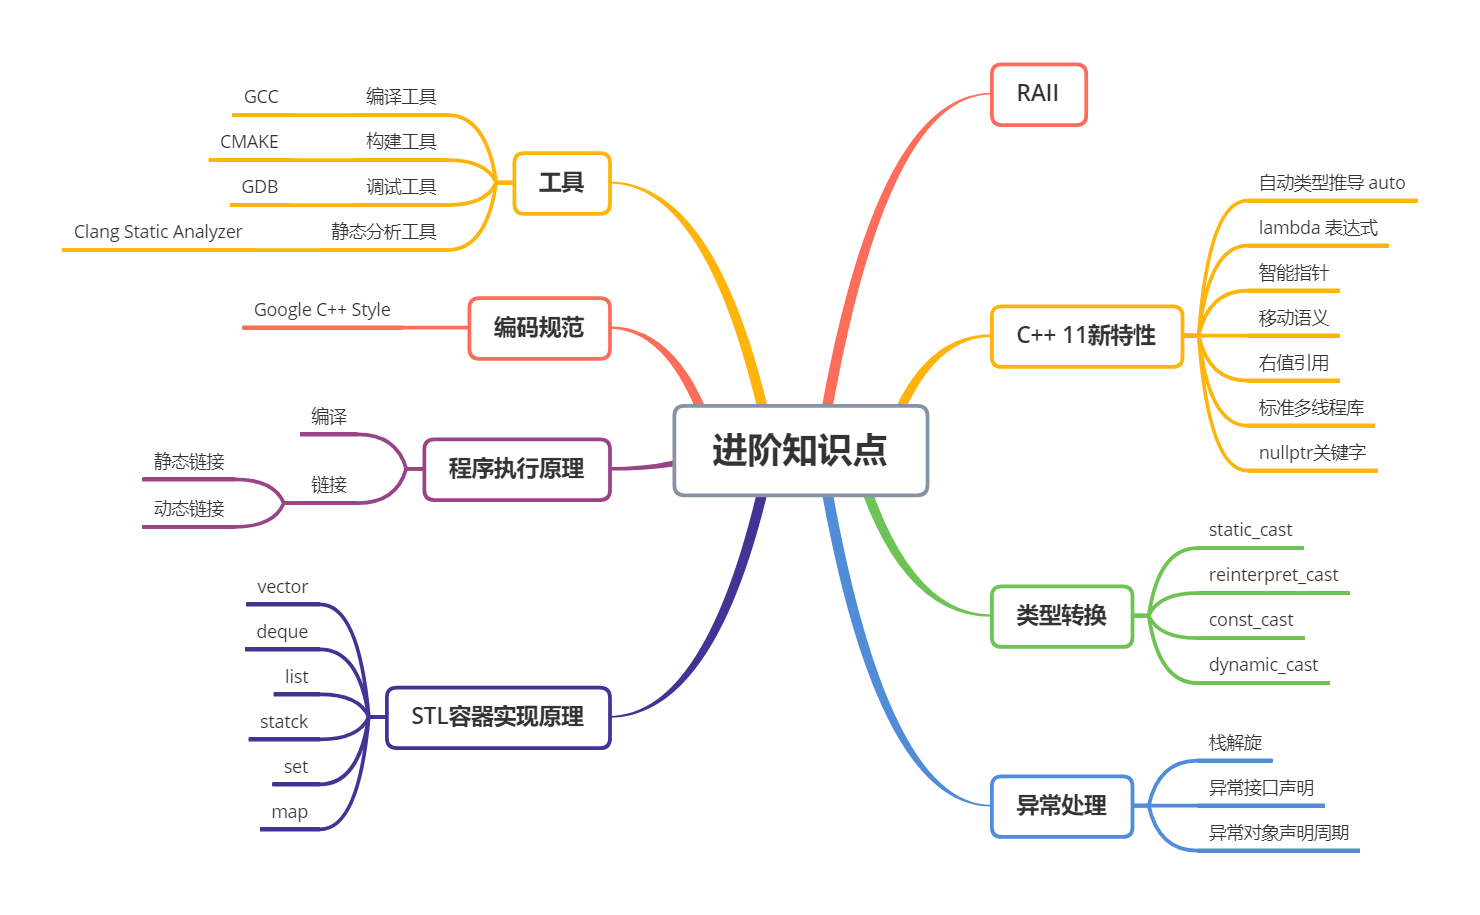 进阶知识点
RAII
C++ 11新特性
自动类型推导 auto
lambda 表达式
智能指针
移动语义
右值引用
标准多线程库
nullptr关键字
类型转换
static_cast
reinterpret_cast
const_cast
dynamic_cast
异常处理
栈解旋
异常接口声明
异常对象声明周期
工具
编译工具
GCC
构建工具
CMAKE
调试工具
GDB
静态分析工具
Clang Static Analyzer
编码规范
Google C++ Style
程序执行原理
编译
链接
静态链接
动态链接
STL容器实现原理
vector
deque
list
statck
set
map